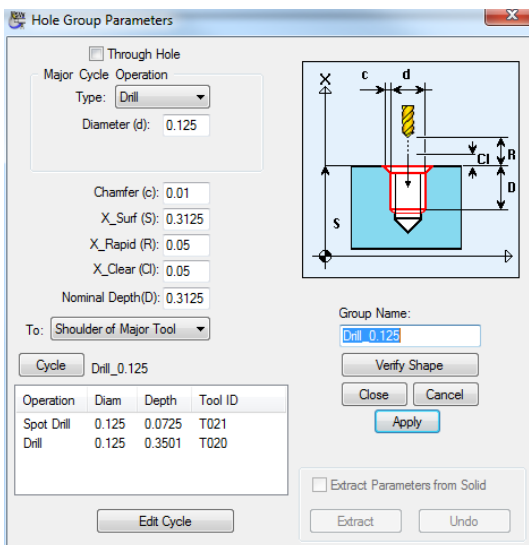 Hole Group Parameters
X
Through Hole
Major Cycle Operation
Type: Drill
Diameter (d): 0.125
Chamfer (c): 0.01
X_Surf (S): 0.3125
X_Rapid (R): 0.05
X_Clear (Cl): 0.05
Nominal Depth(D): 0.3125
To: Shoulder of Major Tool
Cycle Drill_0.125
Operation Diam Depth Tool ID
Spot Drill 0.125 0.0725 T021
Drill 0.125 0.3501 T020
Edit Cycle
X c d
Cl R
D
S
Group Name:
Drill_0.125
Verify Shape
Close Cancel
Apply
Extract Parameters from Solid
Extract Undo